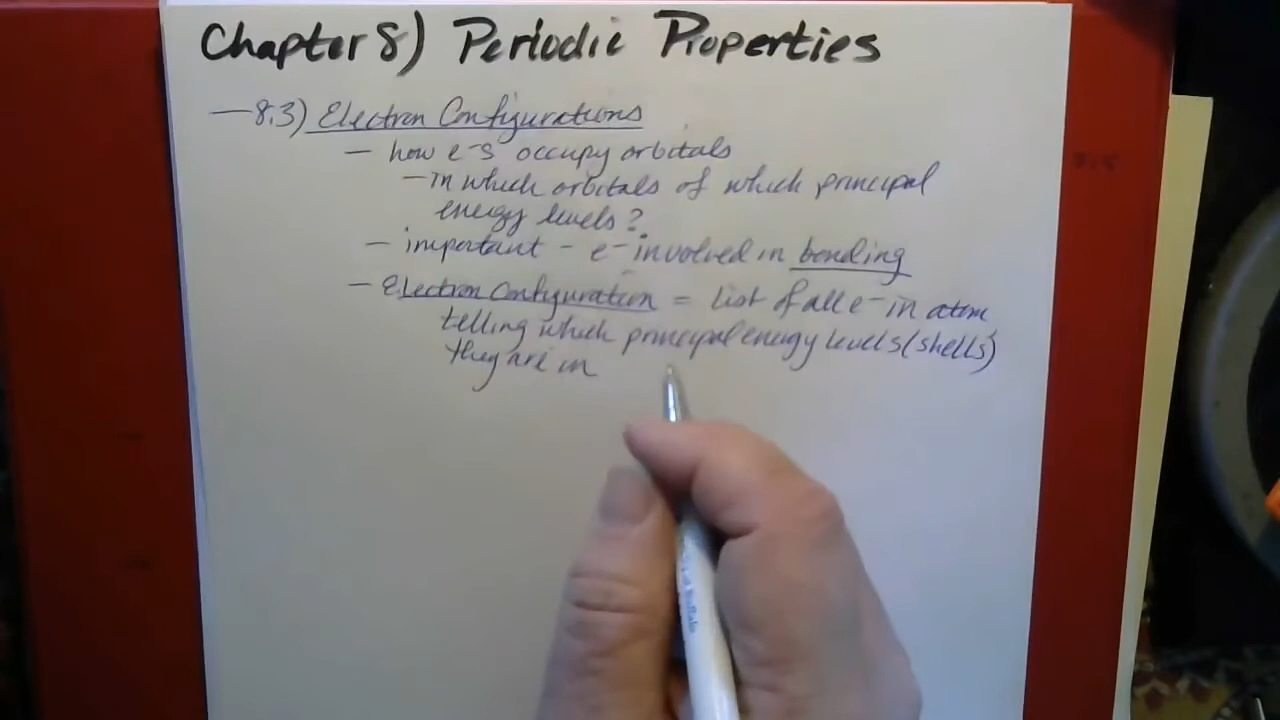 Chapter 8) Periodic Properties
— 8.3) Electron Configurations
— how e-s occupy orbitals
— in which orbitals of which principal
energy levels?
— important - e- involved in bonding
— Electron Configuration = list of all e- in atom
telling which principal energy levels (shells)
they are in